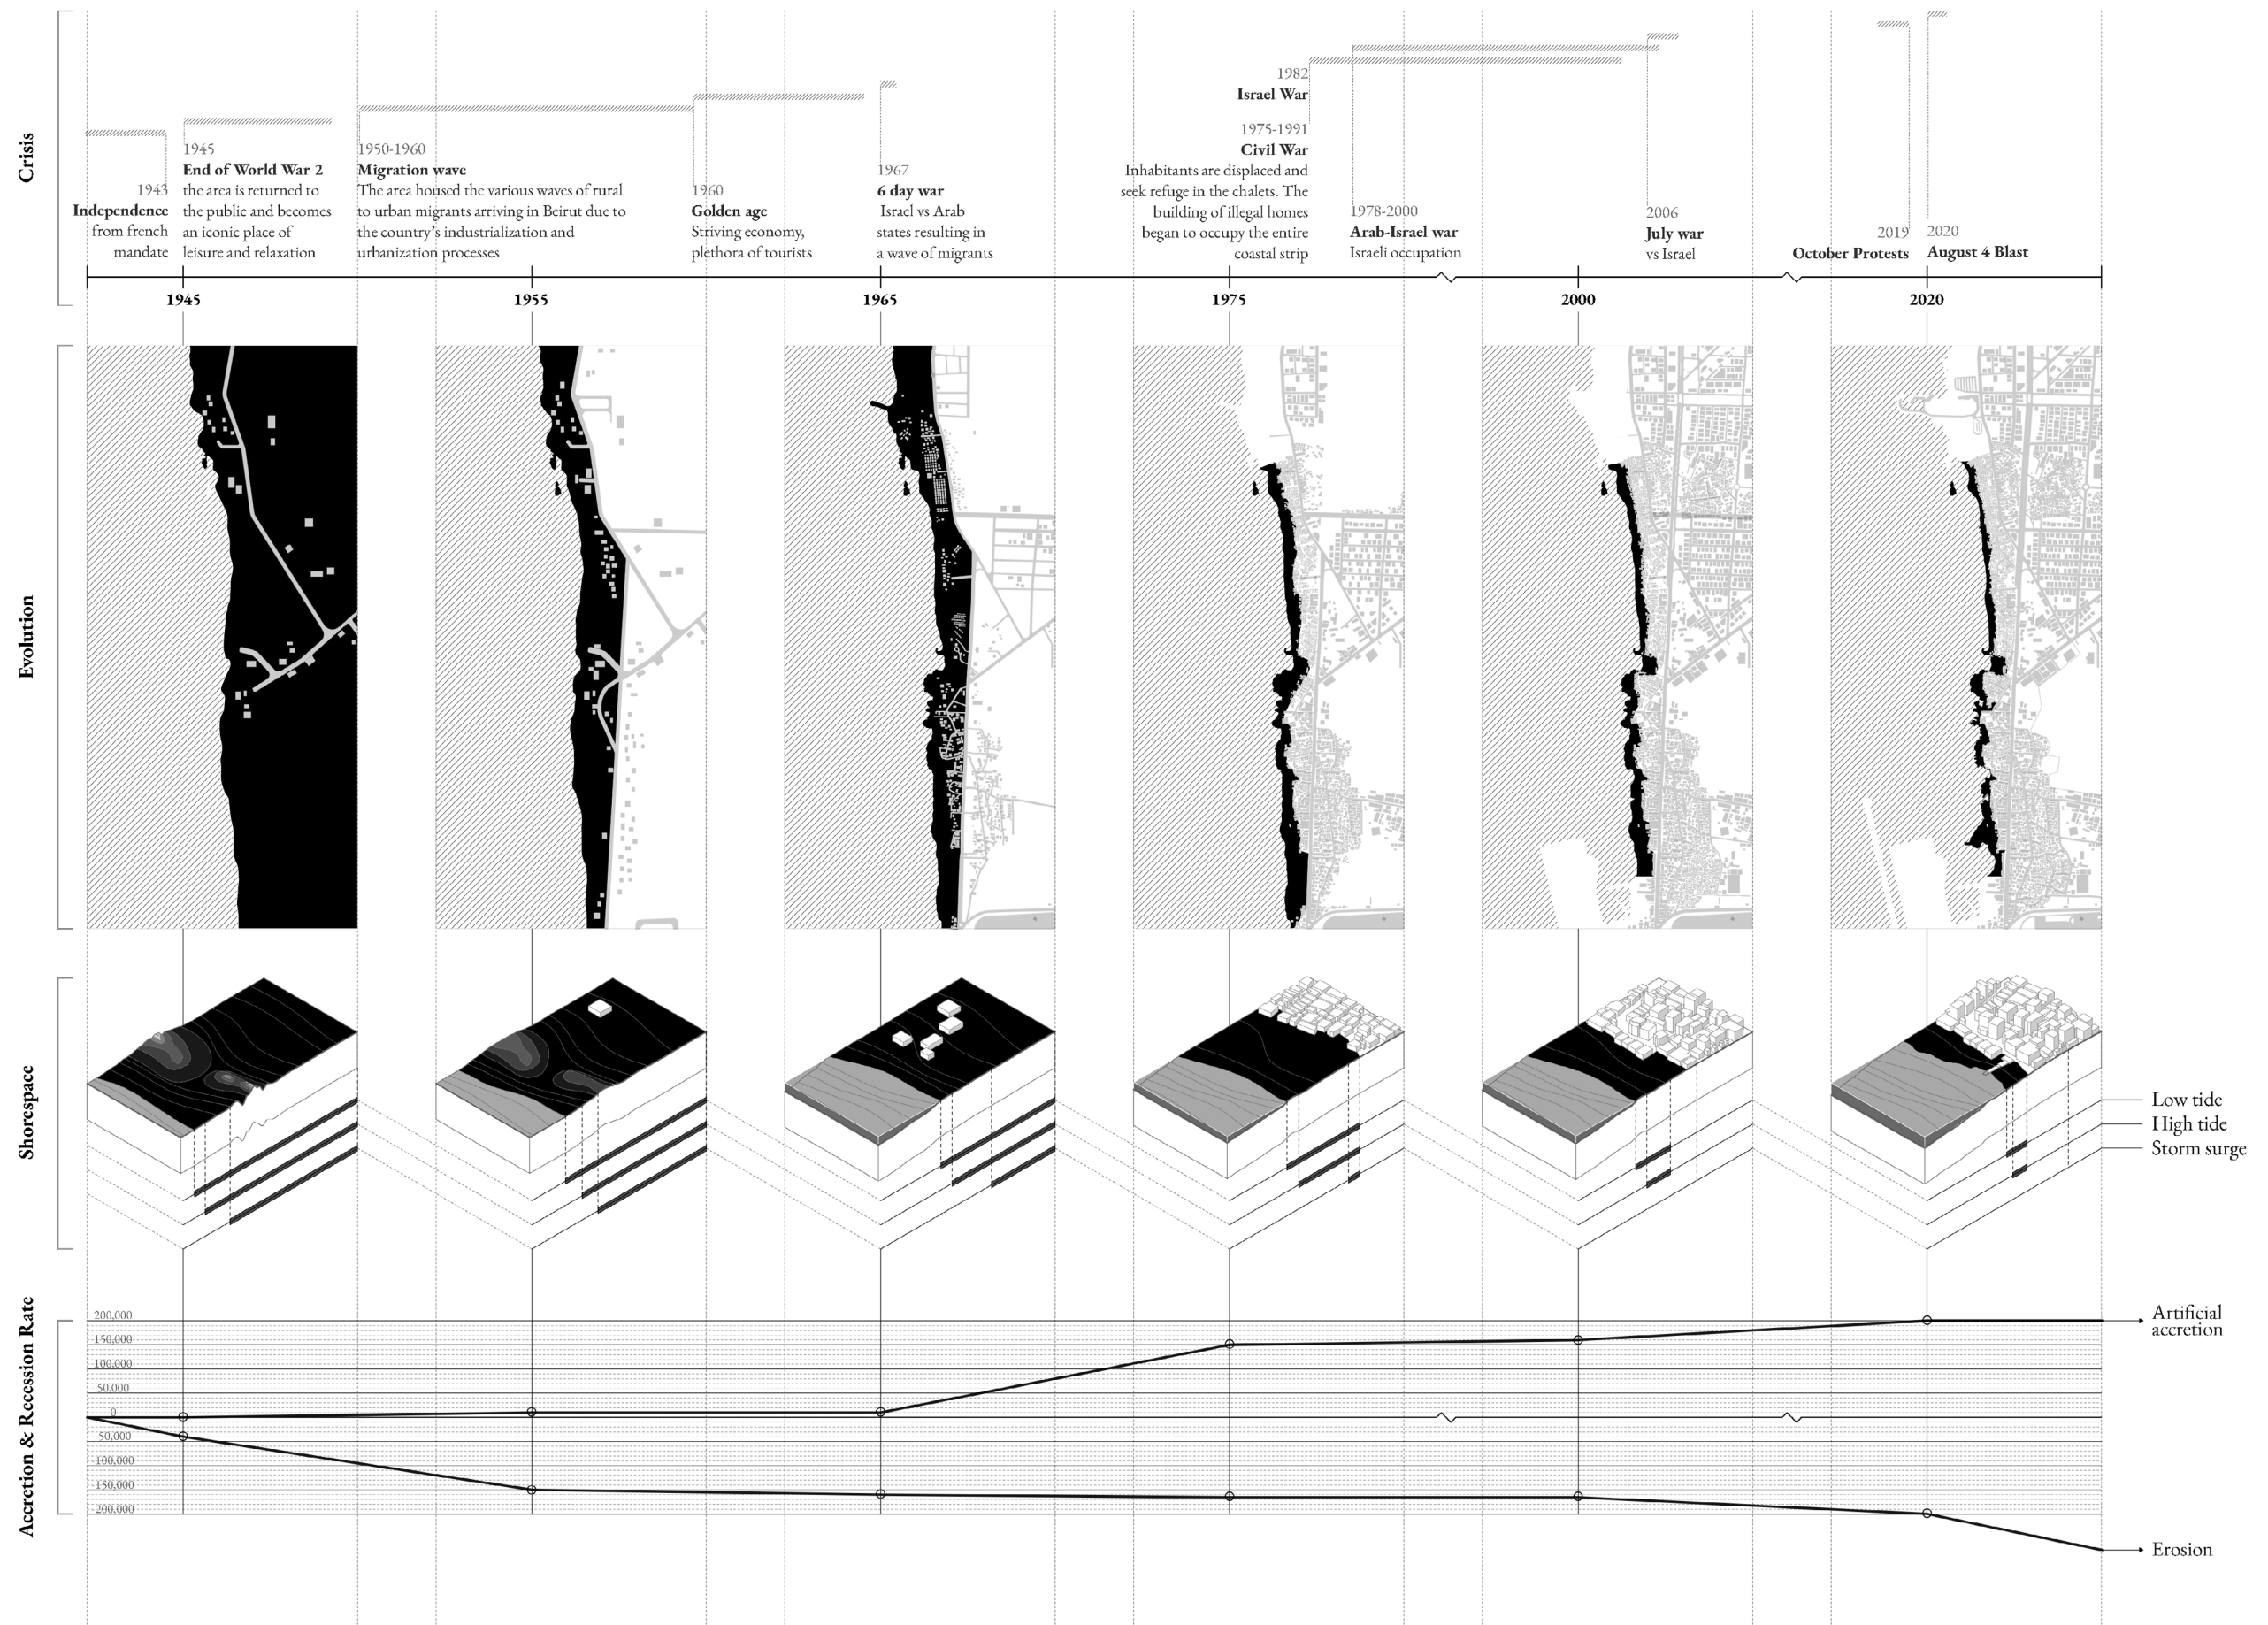 Crisis
1943
Independence
from french
mandate
1945
End of World War 2
the area is returned to
the public and becomes
an iconic place of
leisure and relaxation
1950-1960
Migration wave
The area housed the various waves of rural
to urban migrants arriving in Beirut due to
the country's industrialization and
urbanization processes
1960
Golden age
Striving economy,
plethora of tourists
1967
6 day war
Israel vs Arab
states resulting in
a wave of migrants
1982
Israel War
1975-1991
Civil War
Inhabitants are displaced and
seek refuge in the chalets. The
building of illegal homes
began to occupy the entire
coastal strip
1978-2000
Arab-Israel war
Israeli occupation
2006
July war
vs Israel
2019
October Protests
2020
August 4 Blast
1945
1955
1965
1975
2000
2020
Evolution
Shorespace
Low tide
High tide
Storm surge
Accretion & Recession Rate
200,000
150,000
100,000
50,000
0
50,000
100,000
150,000
200,000
Artificial
accretion
Erosion